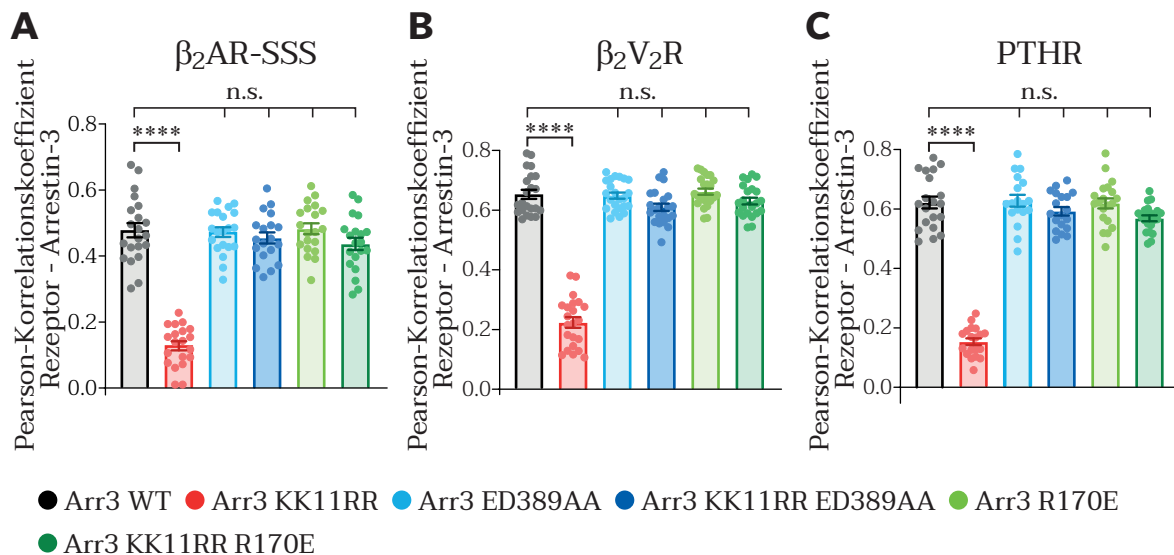 A
β₂AR-SSS
n.s.
****
Pearson-Korrelationskoeffizient
Rezeptor - Arrestin-3
0.8
0.6
0.4
0.2
0.0
B
β₂V₂R
n.s.
****
Pearson-Korrelationskoeffizient
Rezeptor - Arrestin-3
0.8
0.6
0.4
0.2
0.0
C
PTHR
n.s.
****
Pearson-Korrelationskoeffizient
Rezeptor - Arrestin-3
0.8
0.6
0.4
0.2
0.0
Arr3 WT Arr3 KK11RR Arr3 ED389AA Arr3 KK11RR ED389AA Arr3 R170E
Arr3 KK11RR R170E